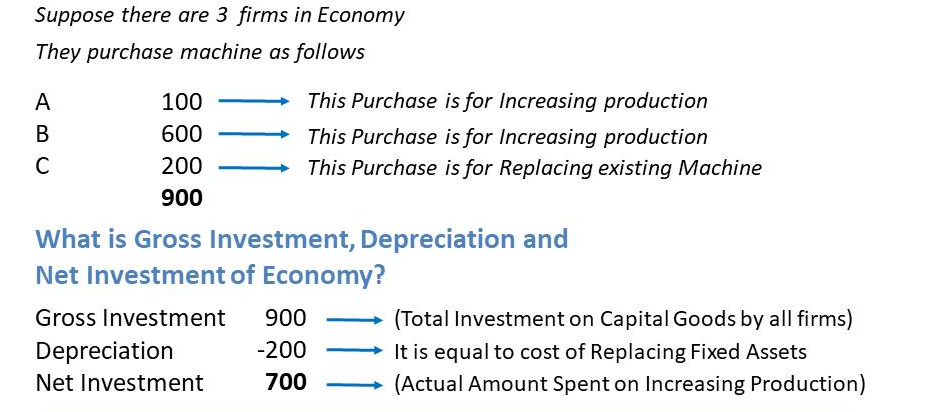 Suppose there are 3 firms in Economy
They purchase machine as follows
A 100 This Purchase is for Increasing production
B 600 This Purchase is for Increasing production
C 200 This Purchase is for Replacing existing Machine
900
What is Gross Investment, Depreciation and
Net Investment of Economy?
Gross Investment 900 (Total Investment on Capital Goods by all firms)
Depreciation -200 It is equal to cost of Replacing Fixed Assets
Net Investment 700 (Actual Amount Spent on Increasing Production)